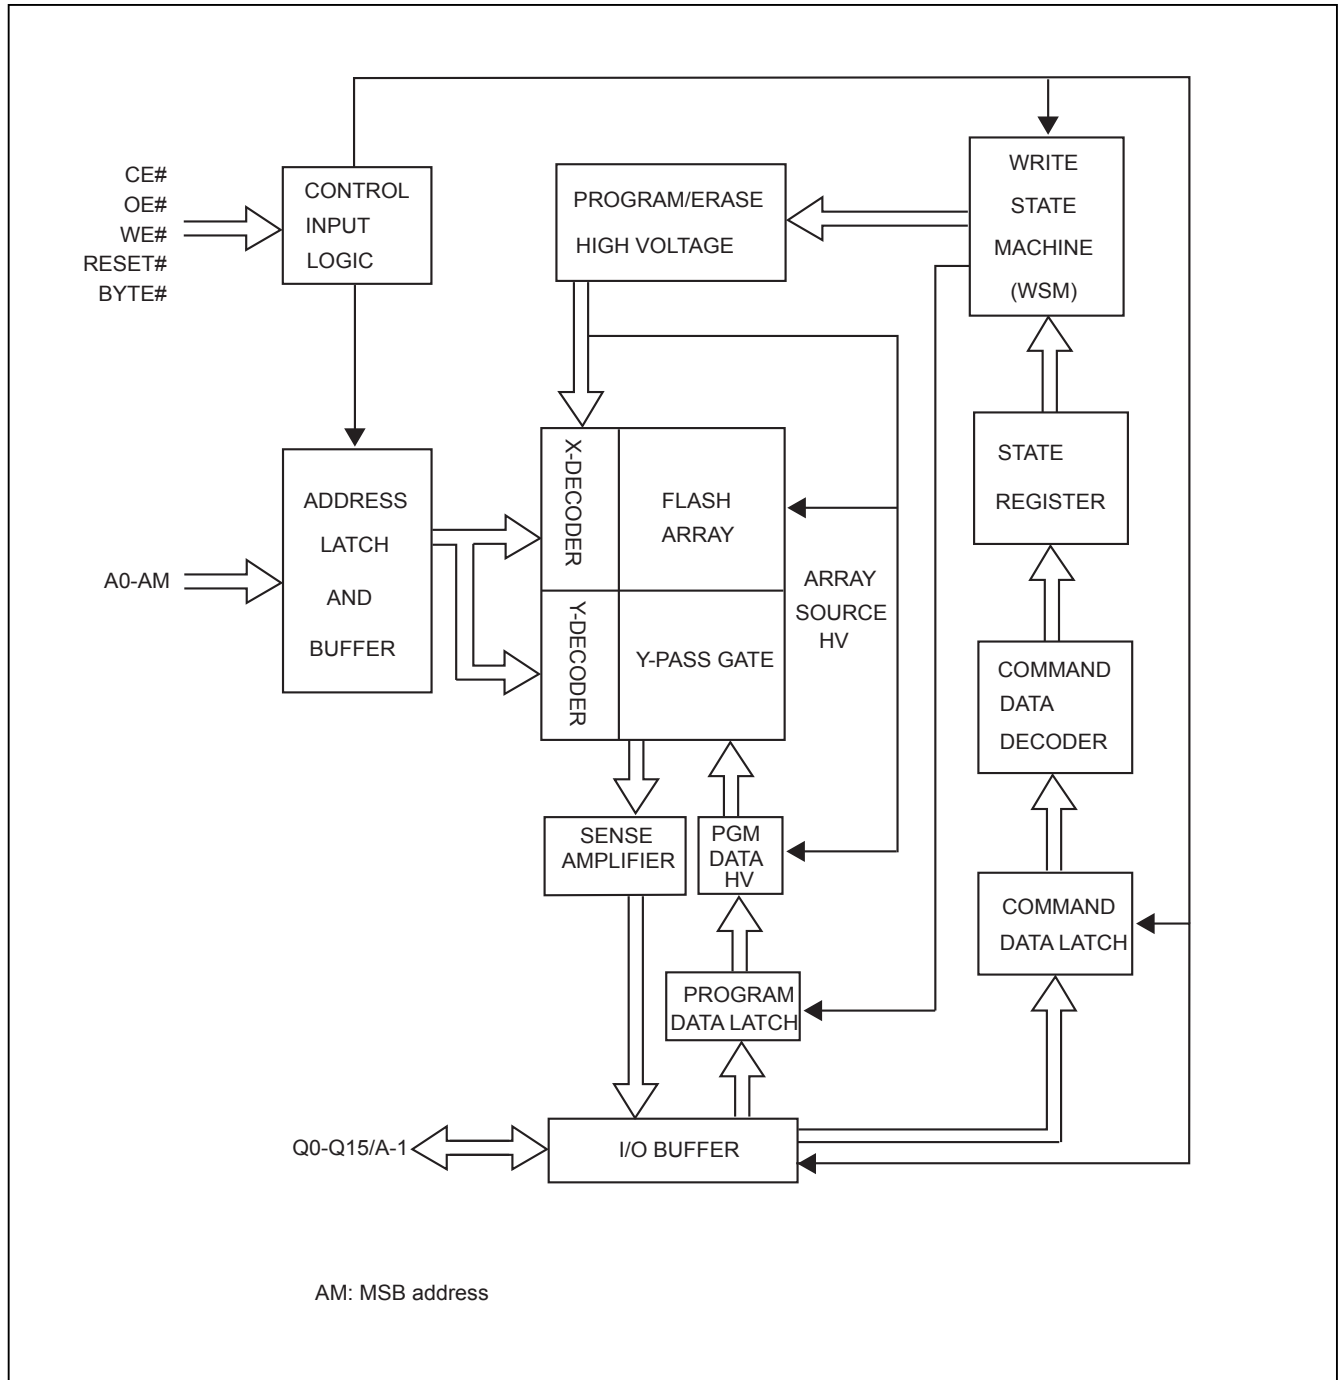 CE#
OE#
WE#
RESET#
BYTE#
CONTROL
INPUT
LOGIC
PROGRAM/ERASE
HIGH VOLTAGE
WRITE
STATE
MACHINE
(WSM)
A0-AM
ADDRESS
LATCH
AND
BUFFER
X-DECODER
FLASH
ARRAY
Y-DECODER
Y-PASS GATE
ARRAY
SOURCE
HV
STATE
REGISTER
COMMAND
DATA
DECODER
SENSE
AMPLIFIER
PGM
DATA
HV
COMMAND
DATA LATCH
PROGRAM
DATA LATCH
Q0-Q15/A-1
I/O BUFFER
AM: MSB address